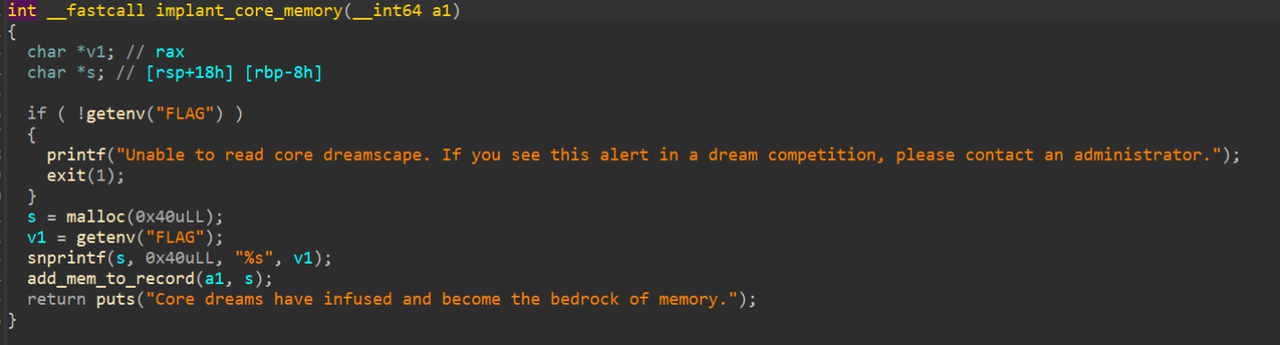 int __fastcall implant_core_memory(__int64 a1)
{
  char *v1; // rax
  char *s; // [rsp+18h] [rbp-8h]

  if ( !getenv("FLAG") )
  {
    printf("Unable to read core dreamscape. If you see this alert in a dream competition, please contact an administrator.");
    exit(1);
  }
  s = malloc(0x40uLL);
  v1 = getenv("FLAG");
  snprintf(s, 0x40uLL, "%s", v1);
  add_mem_to_record(a1, s);
  return puts("Core dreams have infused and become the bedrock of memory.");
}